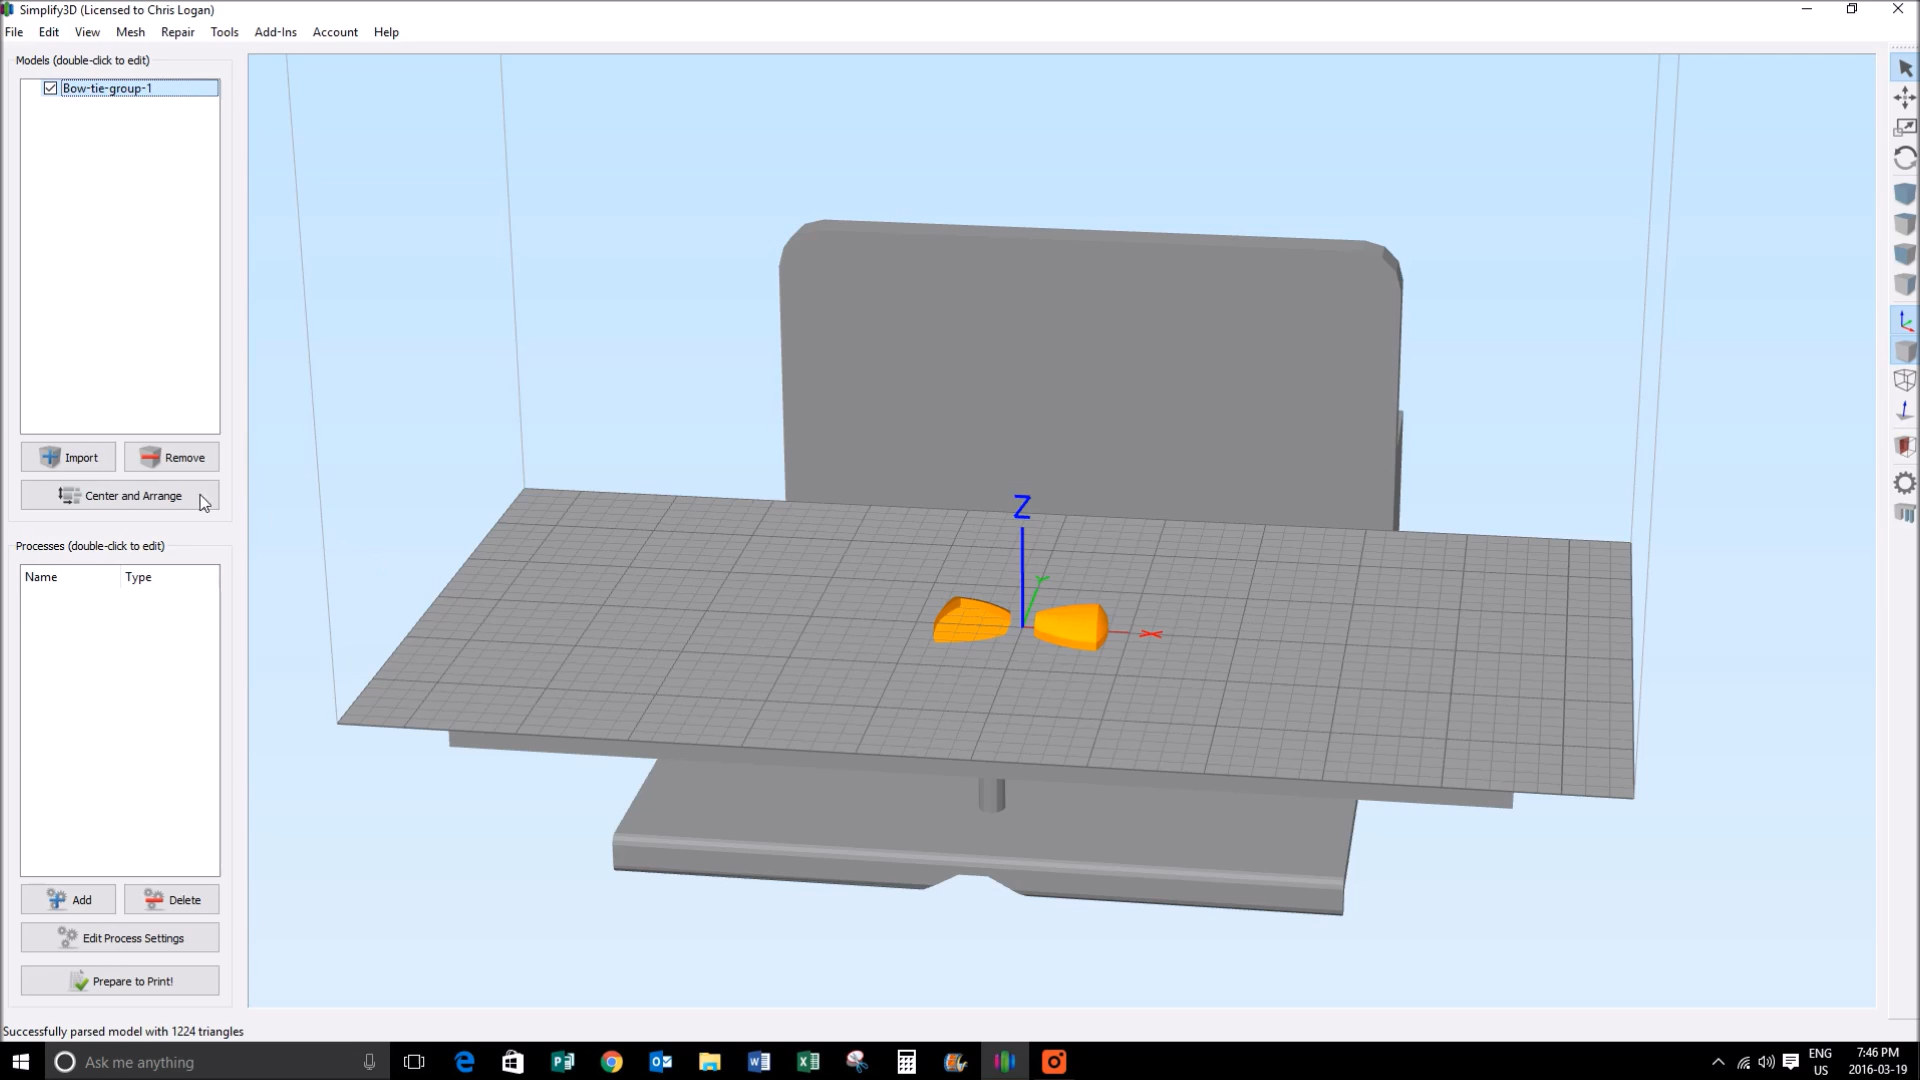 Simplify3D (Licensed to Chris Logan)
File Edit View Mesh Repair Tools Add-Ins Account Help
Models (double-click to edit)
Bow-tie-group-1
Import Remove
Center and Arrange
Processes (double-click to edit)
Name Type
Add Delete
Edit Process Settings
Prepare to Print!
Z
Y
X
Successfully parsed model with 1224 triangles
Ask me anything
ENG
US
7:46 PM
2016-03-19